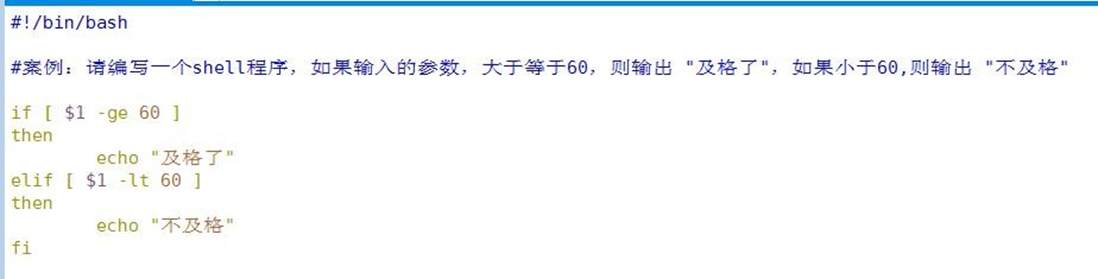 #!/bin/bash
#案例：请编写一个shell程序，如果输入的参数，大于等于60，则输出 "及格了"，如果小于60,则输出 "不及格"
if [ $1 -ge 60 ]
then
        echo "及格了"
elif [ $1 -lt 60 ]
then
        echo "不及格"
fi